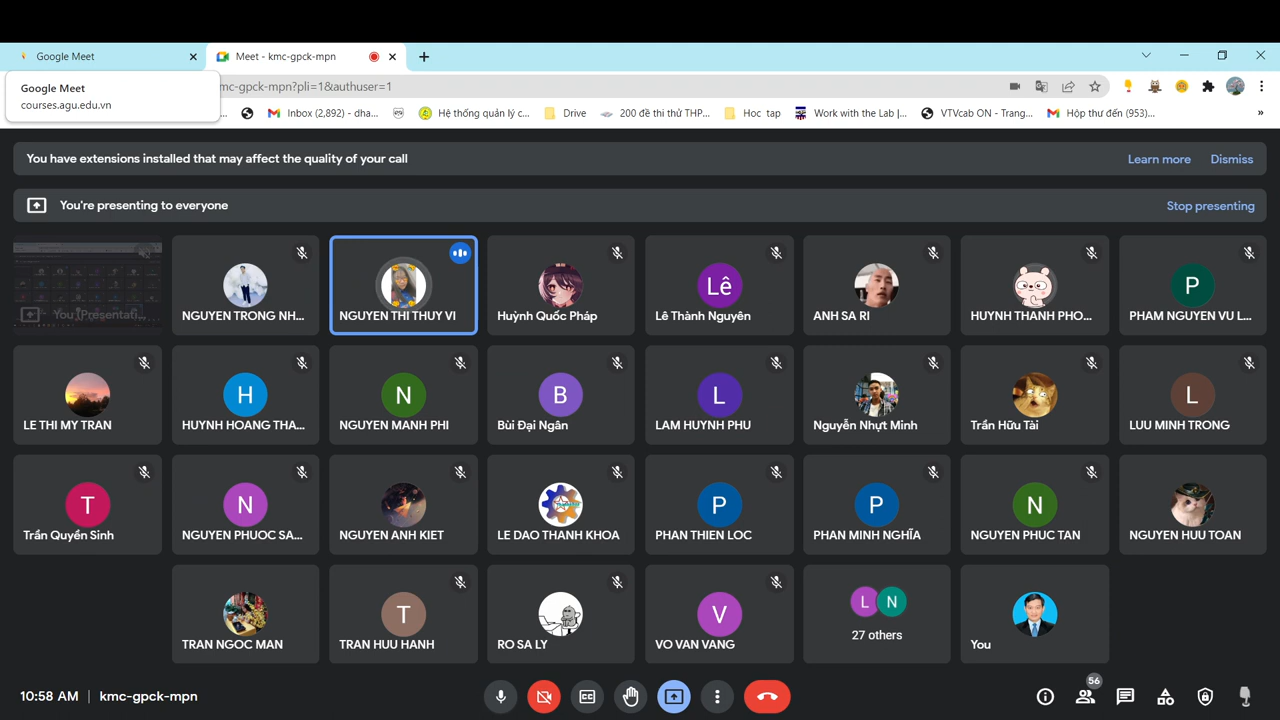 Google Meet
Meet - kmc-gpck-mpn
Google Meet
courses.agu.edu.vn
mc-gpck-mpn?pli=1&authuser=1
Inbox (2,892) - dha...
Hệ thống quản lý c...
Drive
200 đề thi thử THP...
Hoc tap
Work with the Lab |...
VTVcab ON - Trang...
Hộp thư đến (953)...
»
You have extensions installed that may affect the quality of your call
Learn more
Dismiss
You're presenting to everyone
Stop presenting
You (Presentati...
NGUYEN TRONG NH...
NGUYEN THI THUY VI
Huỳnh Quốc Pháp
Lê
Lê Thành Nguyên
ANH SA RI
HUYNH THANH PHO...
P
PHAM NGUYEN VU L...
LE THI MY TRAN
H
HUYNH HOANG THA...
N
NGUYEN MANH PHI
B
Bùi Đại Ngân
L
LAM HUYNH PHU
Nguyễn Nhựt Minh
Trần Hữu Tài
L
LUU MINH TRONG
T
Trần Quyền Sinh
N
NGUYEN PHUOC SA...
NGUYEN ANH KIET
LE DAO THANH KHOA
P
PHAN THIEN LOC
P
PHAN MINH NGHĨA
N
NGUYEN PHUC TAN
NGUYEN HUU TOAN
TRAN NGOC MAN
T
TRAN HUU HANH
RO SA LY
V
VO VAN VANG
L N
27 others
You
10:58 AM | kmc-gpck-mpn
56